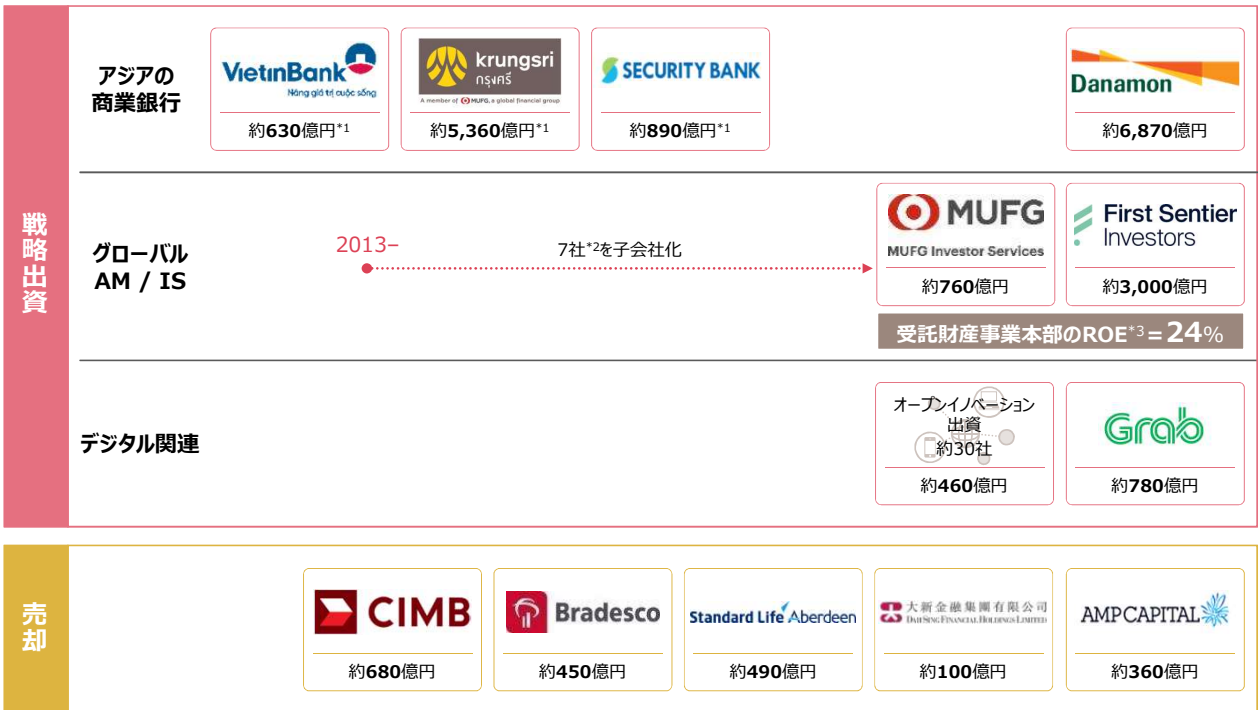 戦略出資
アジアの
商業銀行
VietinBank
Nâng giá trị cuộc sống
約630億円*1
krungsri
กรุงศรี
A member of MUFG, a global financial group
約5,360億円*1
SECURITY BANK
約890億円*1
Danamon
約6,870億円
グローバル
AM / IS
2013–
7社*2を子会社化
MUFG
MUFG Investor Services
約760億円
First Sentier
Investors
約3,000億円
受託財産事業本部のROE*3=24%
デジタル関連
オープンイノベーション
出資
約30社
約460億円
Grab
約780億円
売却
CIMB
約680億円
Bradesco
約450億円
Standard Life Aberdeen
約490億円
大新金融集團有限公司
DAH SING FINANCIAL HOLDINGS LIMITED
約100億円
AMP CAPITAL
約360億円